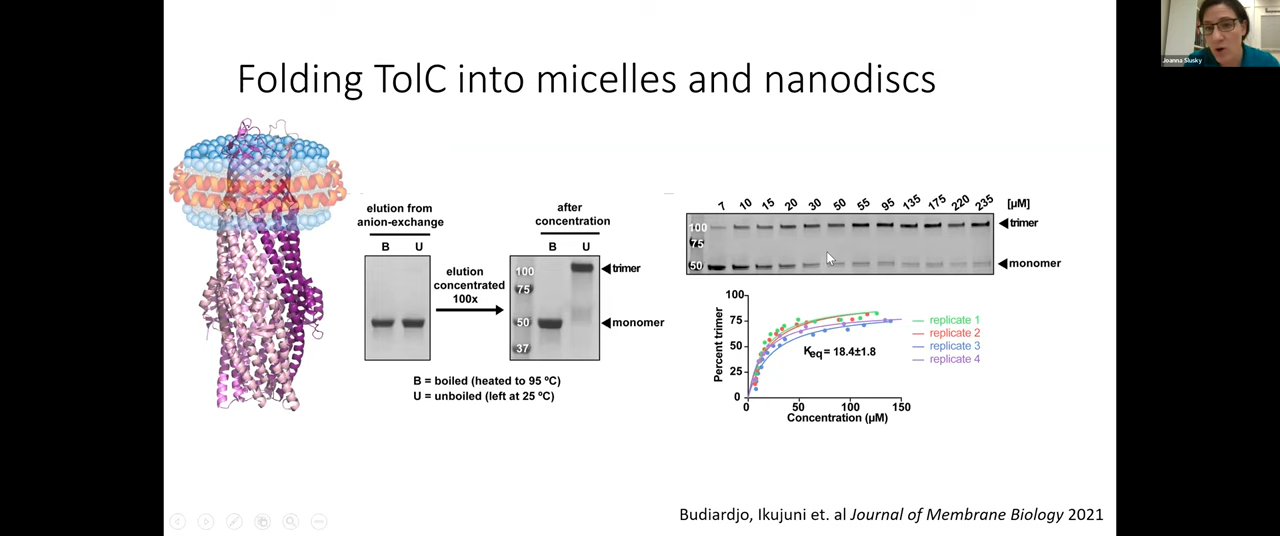 Joanna Slusky
Folding TolC into micelles and nanodiscs
elution from
anion-exchange
B U
elution
concentrated
100x
after
concentration
B U
100
75
50
37
trimer
monomer
B = boiled (heated to 95 ºC)
U = unboiled (left at 25 ºC)
7 10 15 20 30 50 55 95 135 175 220 235 [µM]
100
75
50
trimer
monomer
Percent trimer
100
75
50
25
0
0 50 100 150
Concentration (µM)
Keq = 18.4±1.8
replicate 1
replicate 2
replicate 3
replicate 4
Budiardjo, Ikujuni et. al Journal of Membrane Biology 2021